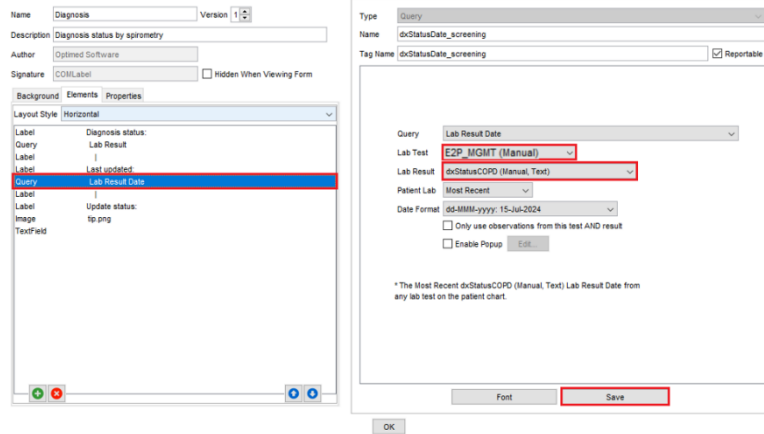 Name Diagnosis Version 1
Description Diagnosis status by spirometry
Author Optimed Software
Signature COMLabel Hidden When Viewing Form
Background Elements Properties
Layout Style Horizontal
Label Diagnosis status:
Query Lab Result
Label |
Label Last updated:
Query Lab Result Date
Label |
Label Update status:
Image tip.png
TextField
Type Query
Name dxStatusDate_screening
Tag Name dxStatusDate_screening Reportable
Query Lab Result Date
Lab Test E2P_MGMT (Manual)
Lab Result dxStatusCOPD (Manual, Text)
Patient Lab Most Recent
Date Format dd-MMM-yyyy: 15-Jul-2024
Only use observations from this test AND result
Enable Popup Edit...
* The Most Recent dxStatusCOPD (Manual, Text) Lab Result Date from
any lab test on the patient chart.
Font Save
OK